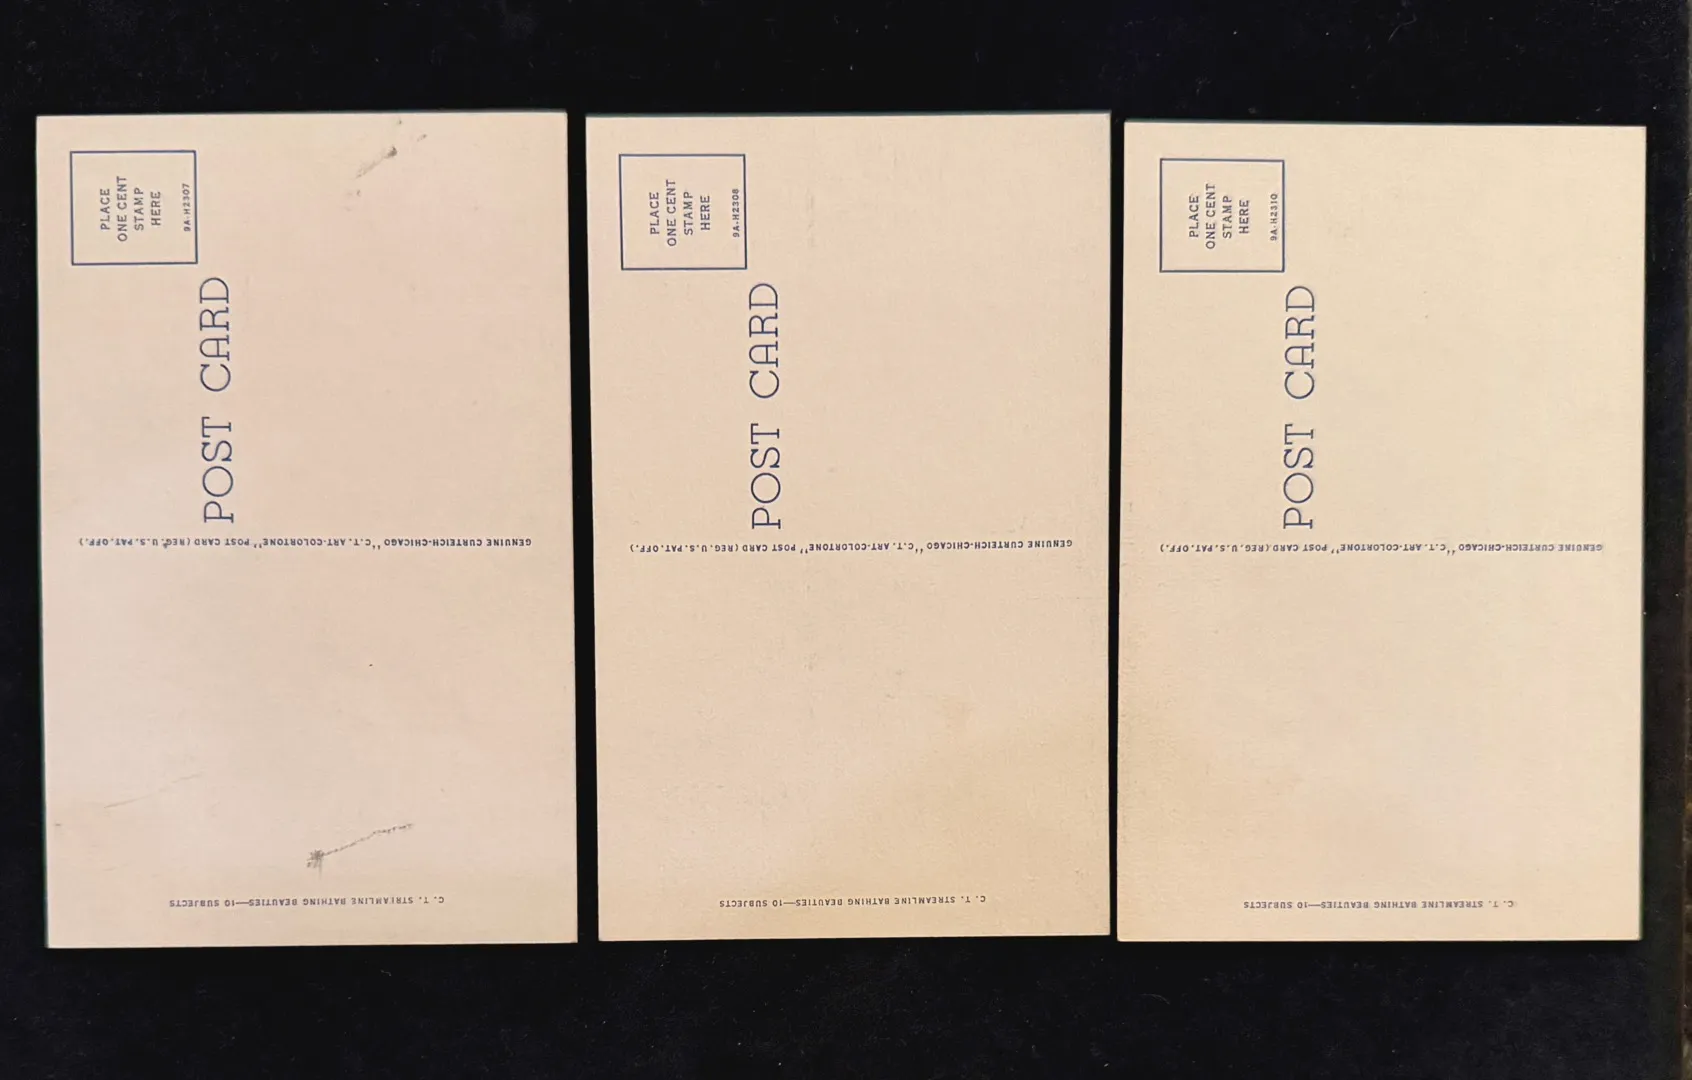 PLACE
ONE CENT
STAMP
HERE
9A-H2307
POST CARD
GENUINE CURTEICH-CHICAGO "C.T. ART-COLORTONE" POST CARD (REG. U.S. PAT. OFF.)
C. T. STREAMLINE BATHING BEAUTIES—10 SUBJECTS
PLACE
ONE CENT
STAMP
HERE
9A-H2308
POST CARD
GENUINE CURTEICH-CHICAGO "C.T. ART-COLORTONE" POST CARD (REG. U.S. PAT. OFF.)
C. T. STREAMLINE BATHING BEAUTIES—10 SUBJECTS
PLACE
ONE CENT
STAMP
HERE
9A-H2310
POST CARD
GENUINE CURTEICH-CHICAGO "C.T. ART-COLORTONE" POST CARD (REG. U.S. PAT. OFF.)
C. T. STREAMLINE BATHING BEAUTIES—10 SUBJECTS